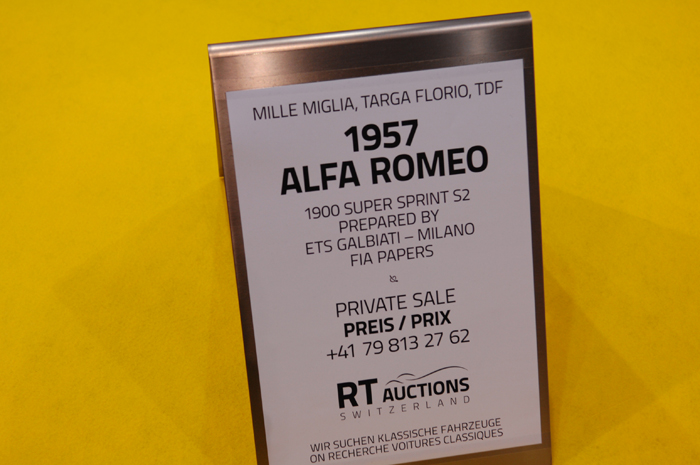 MILLE MIGLIA, TARGA FLORIO, TDF
1957
ALFA ROMEO
1900 SUPER SPRINT S2
PREPARED BY
ETS GALBIATI – MILANO
FIA PAPERS
&
PRIVATE SALE
PREIS / PRIX
+41 79 813 27 62
RT AUCTIONS
SWITZERLAND
WIR SUCHEN KLASSISCHE FAHRZEUGE
ON RECHERCHE VOITURES CLASSIQUES